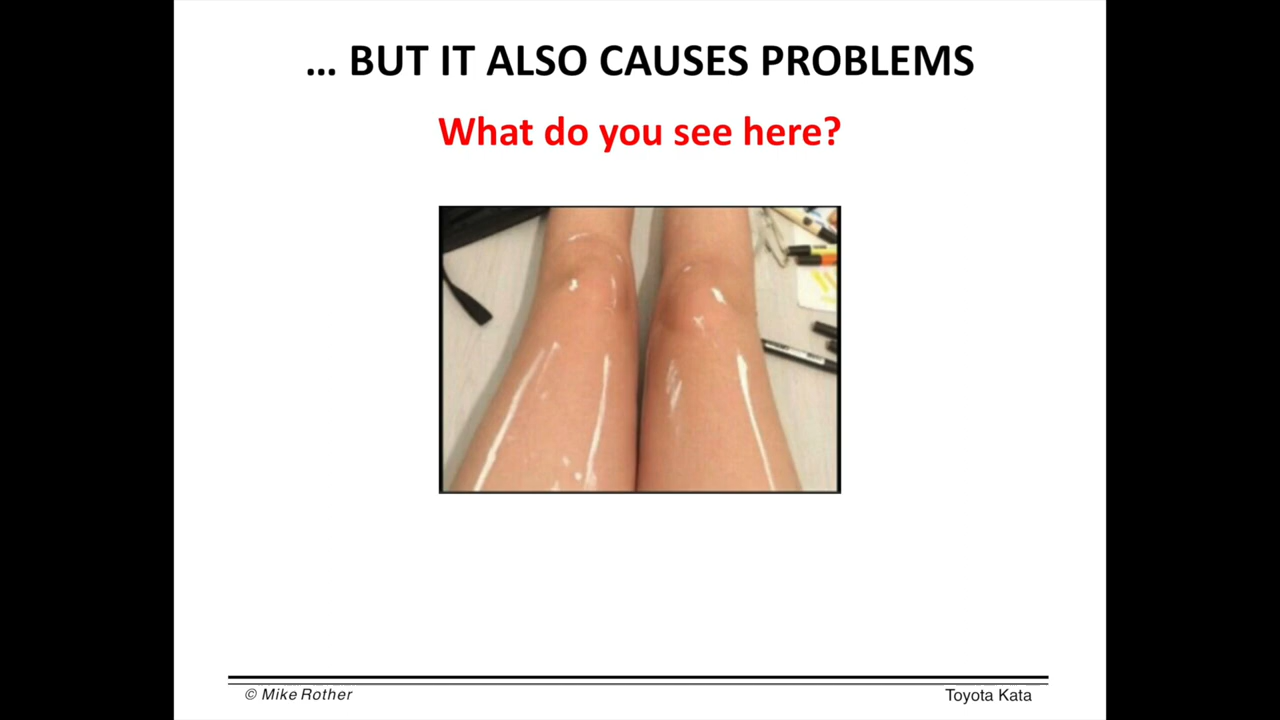 ... BUT IT ALSO CAUSES PROBLEMS
What do you see here?
© Mike Rother
Toyota Kata